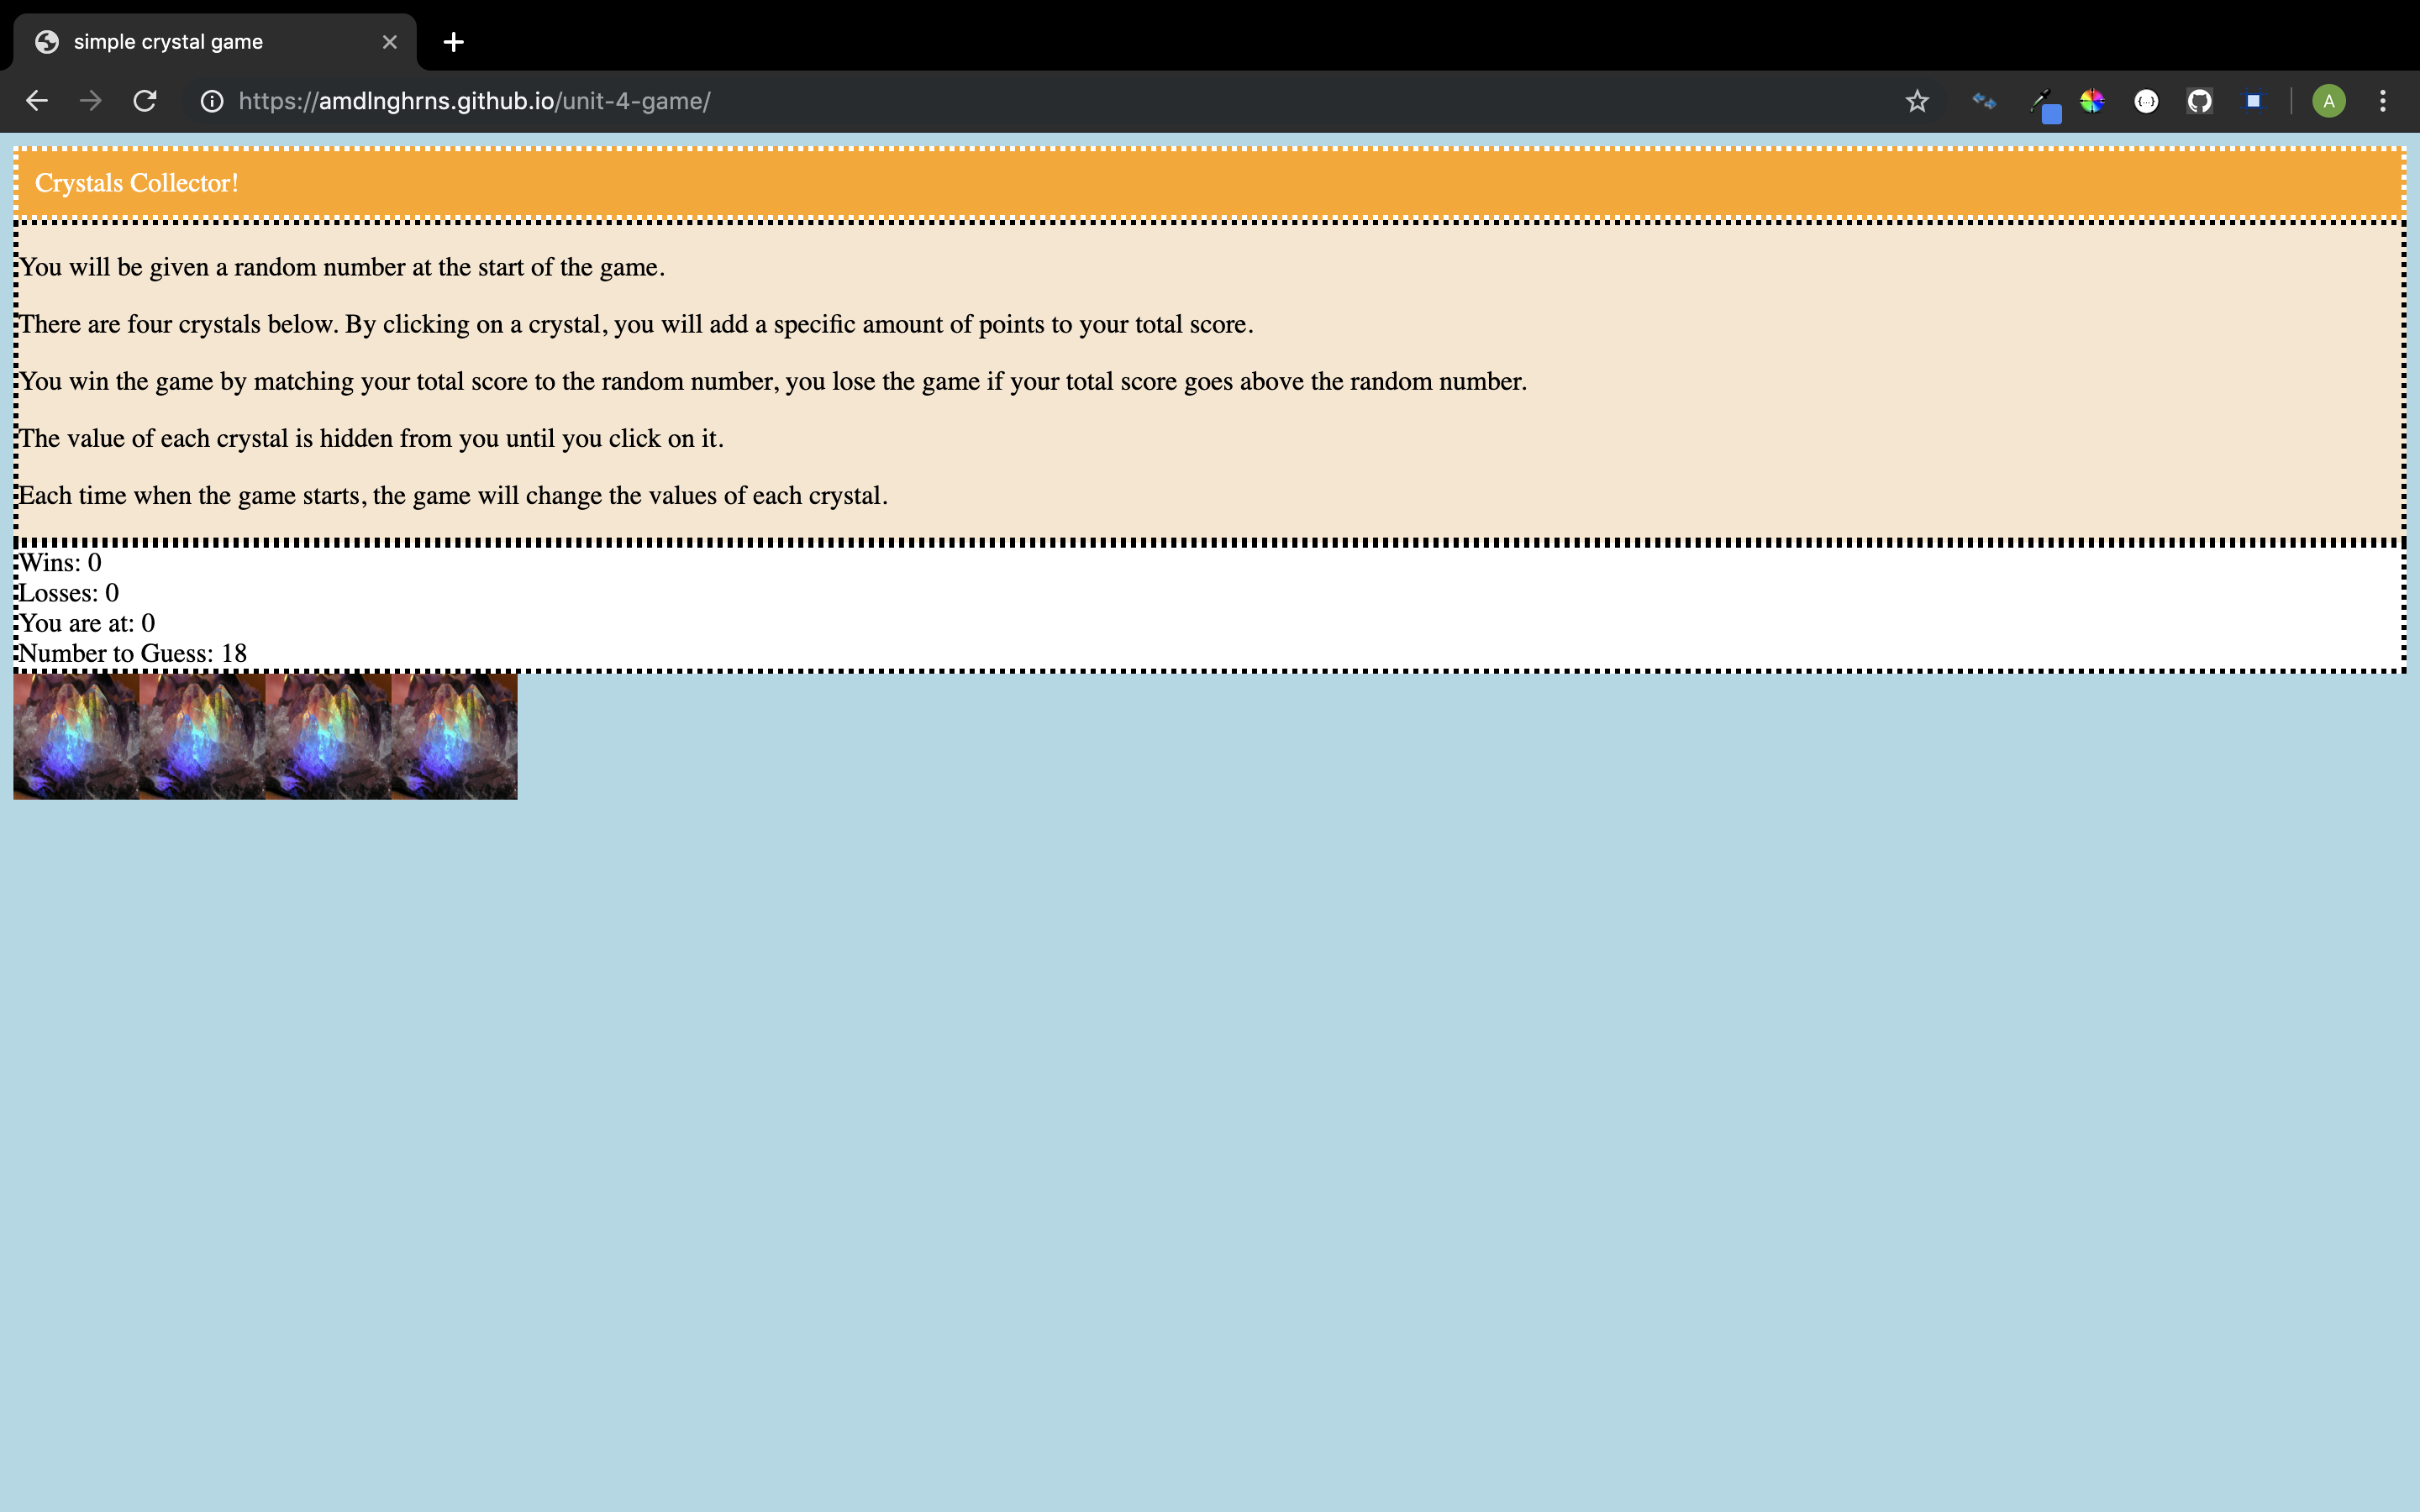 simple crystal game
https://amdlnghrns.github.io/unit-4-game/
A
Crystals Collector!
You will be given a random number at the start of the game.
There are four crystals below. By clicking on a crystal, you will add a specific amount of points to your total score.
You win the game by matching your total score to the random number, you lose the game if your total score goes above the random number.
The value of each crystal is hidden from you until you click on it.
Each time when the game starts, the game will change the values of each crystal.
Wins: 0
Losses: 0
You are at: 0
Number to Guess: 18